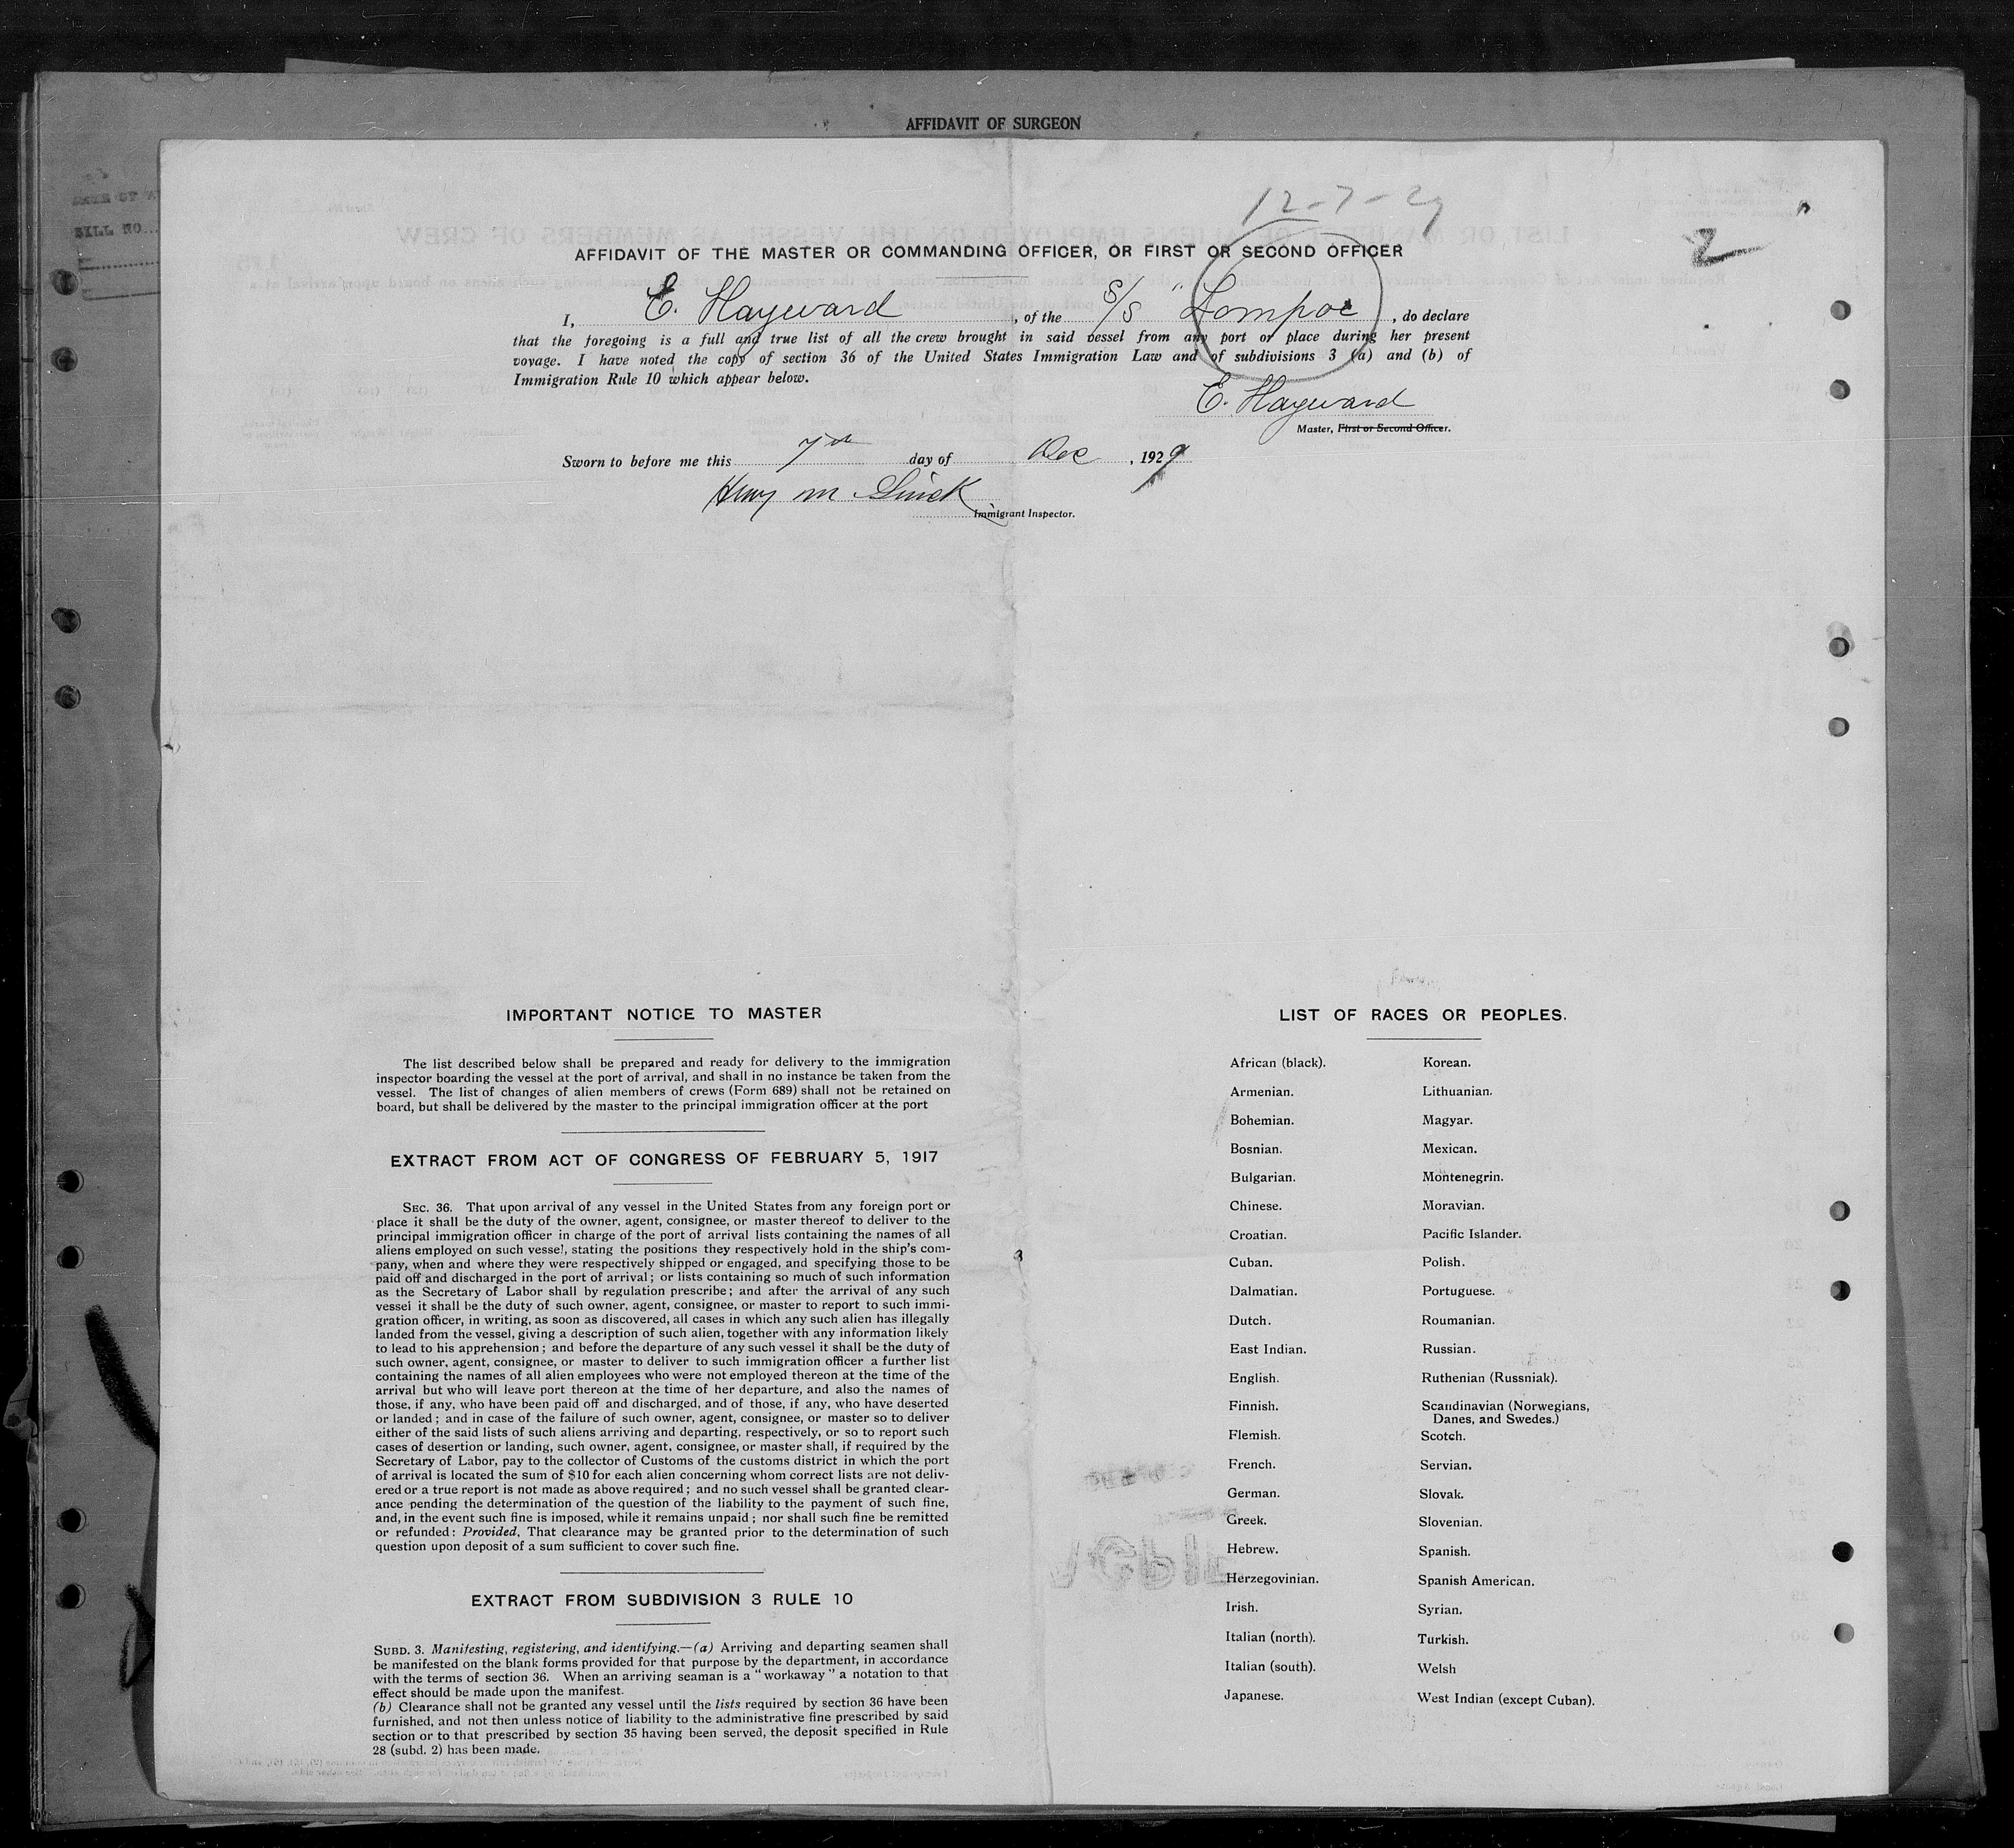 AFFIDAVIT OF SURGEON
12-7-29
2
AFFIDAVIT OF THE MASTER OR COMMANDING OFFICER, OR FIRST OR SECOND OFFICER
I, E. Hayward, of the S/S "Lompoc, do declare
that the foregoing is a full and true list of all the crew brought in said vessel from any port or place during her present
voyage. I have noted the copy of section 36 of the United States Immigration Law and of subdivisions 3 (a) and (b) of
Immigration Rule 10 which appear below.
E. Hayward
Master, First or Second Officer.
Sworn to before me this 7th day of Dec, 1929
Henry M
Immigrant Inspector.
IMPORTANT NOTICE TO MASTER
The list described below shall be prepared and ready for delivery to the immigration
inspector boarding the vessel at the port of arrival, and shall in no instance be taken from the
vessel. The list of changes of alien members of crews (Form 689) shall not be retained on
board, but shall be delivered by the master to the principal immigration officer at the port
EXTRACT FROM ACT OF CONGRESS OF FEBRUARY 5, 1917
SEC. 36. That upon arrival of any vessel in the United States from any foreign port or
place it shall be the duty of the owner, agent, consignee, or master thereof to deliver to the
principal immigration officer in charge of the port of arrival lists containing the names of all
aliens employed on such vessel, stating the positions they respectively hold in the ship's com-
pany, when and where they were respectively shipped or engaged, and specifying those to be
paid off and discharged in the port of arrival; or lists containing so much of such information
as the Secretary of Labor shall by regulation prescribe; and after the arrival of any such
vessel it shall be the duty of such owner, agent, consignee, or master to report to such immi-
gration officer, in writing, as soon as discovered, all cases in which any such alien has illegally
landed from the vessel, giving a description of such alien, together with any information likely
to lead to his apprehension; and before the departure of any such vessel it shall be the duty of
such owner, agent, consignee, or master to deliver to such immigration officer a further list
containing the names of all alien employees who were not employed thereon at the time of the
arrival but who will leave port thereon at the time of her departure, and also the names of
those, if any, who have been paid off and discharged, and of those, if any, who have deserted
or landed; and in case of the failure of such owner, agent, consignee, or master so to deliver
either of the said lists of such aliens arriving and departing, respectively, or so to report such
cases of desertion or landing, such owner, agent, consignee, or master shall, if required by the
Secretary of Labor, pay to the collector of Customs of the customs district in which the port
of arrival is located the sum of $10 for each alien concerning whom correct lists are not deliv-
ered or a true report is not made as above required; and no such vessel shall be granted clear-
ance pending the determination of the question of the liability to the payment of such fine,
and, in the event such fine is imposed, while it remains unpaid; nor shall such fine be remitted
or refunded: Provided, That clearance may be granted prior to the determination of such
question upon deposit of a sum sufficient to cover such fine.
EXTRACT FROM SUBDIVISION 3 RULE 10
SUBD. 3. Manifesting, registering, and identifying.—(a) Arriving and departing seamen shall
be manifested on the blank forms provided for that purpose by the department, in accordance
with the terms of section 36. When an arriving seaman is a "workaway" a notation to that
effect should be made upon the manifest.
(b) Clearance shall not be granted any vessel until the lists required by section 36 have been
furnished, and not then unless notice of liability to the administrative fine prescribed by said
section or to that prescribed by section 35 having been served, the deposit specified in Rule
28 (subd. 2) has been made.
3
LIST OF RACES OR PEOPLES.
African (black).
Armenian.
Bohemian.
Bosnian.
Bulgarian.
Chinese.
Croatian.
Cuban.
Dalmatian.
Dutch.
East Indian.
English.
Finnish.
Flemish.
French.
German.
Greek.
Hebrew.
Herzegovinian.
Irish.
Italian (north).
Italian (south).
Japanese.
Korean.
Lithuanian.
Magyar.
Mexican.
Montenegrin.
Moravian.
Pacific Islander.
Polish.
Portuguese.
Roumanian.
Russian.
Ruthenian (Russniak).
Scandinavian (Norwegians,
Danes, and Swedes.)
Scotch.
Servian.
Slovak.
Slovenian.
Spanish.
Spanish American.
Syrian.
Turkish.
Welsh
West Indian (except Cuban).